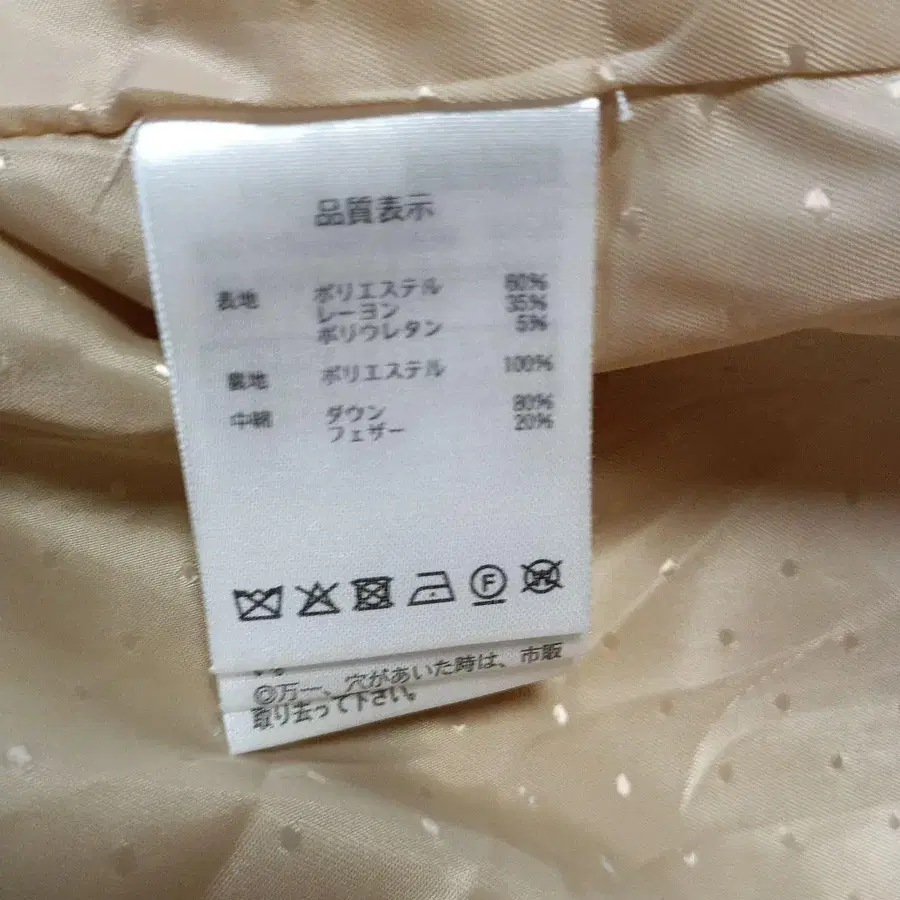 品質表示
表地 ポリエステル 60%
レーヨン 35%
ポリウレタン 5%
裏地 ポリエステル 100%
中綿 ダウン 80%
フェザー 20%
F
◎万一、穴があいた時は、市販
取り去って下さい。